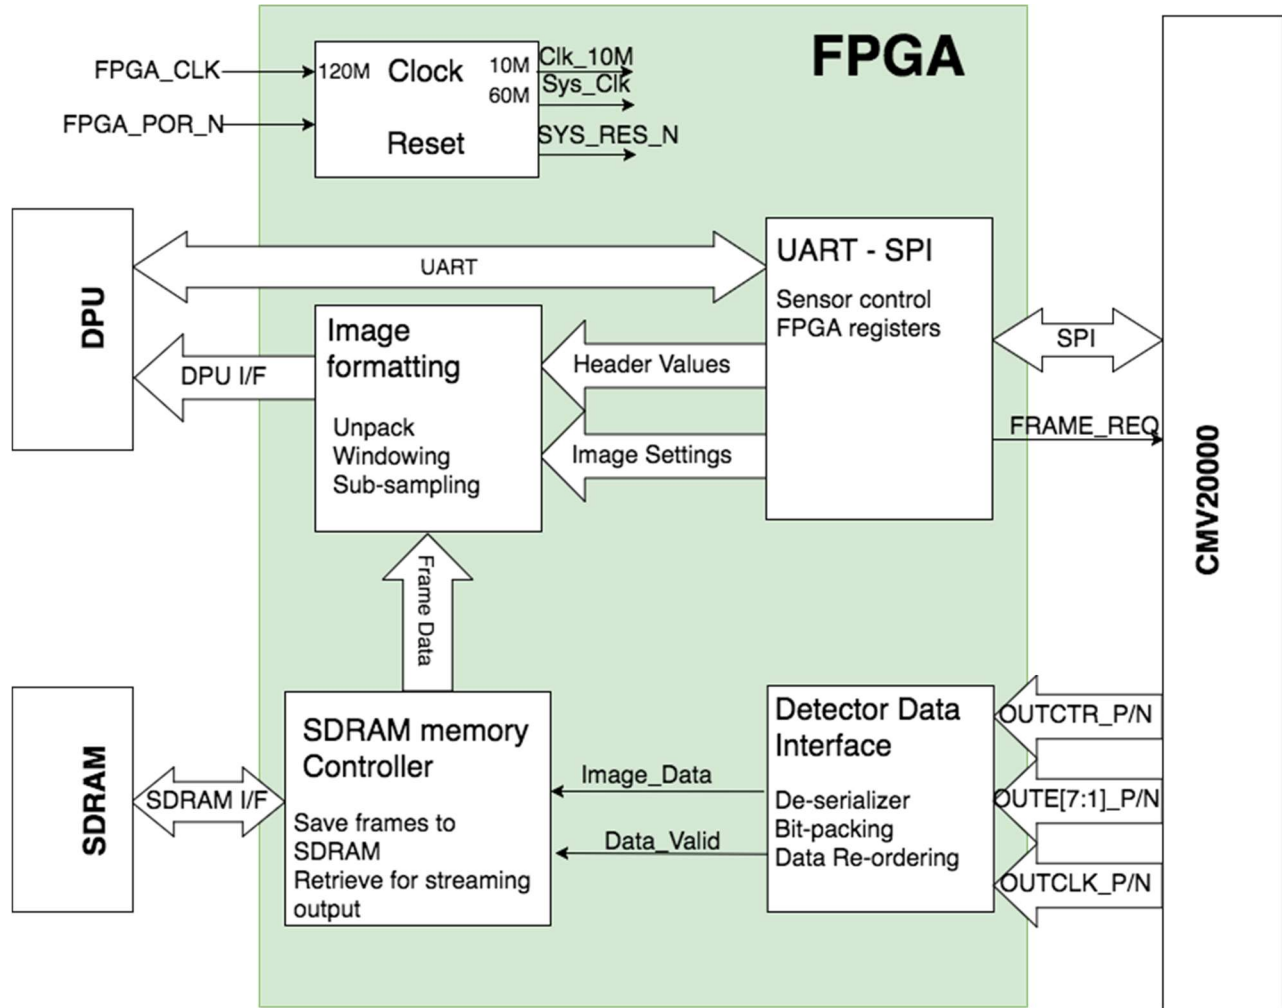 FPGA
FPGA_CLK
120M
Clock
10M
Clk_10M
60M
Sys_Clk
FPGA_POR_N
Reset
SYS_RES_N
DPU
UART
UART - SPI
Sensor control
FPGA registers
SPI
Image
formatting
Unpack
Windowing
Sub-sampling
DPU I/F
Header Values
Image Settings
FRAME_REQ
CMV20000
Frame Data
SDRAM
SDRAM I/F
SDRAM memory
Controller
Save frames to
SDRAM
Retrieve for streaming
output
Image_Data
Data_Valid
Detector Data
Interface
De-serializer
Bit-packing
Data Re-ordering
OUTCTR_P/N
OUTE[7:1]_P/N
OUTCLK_P/N